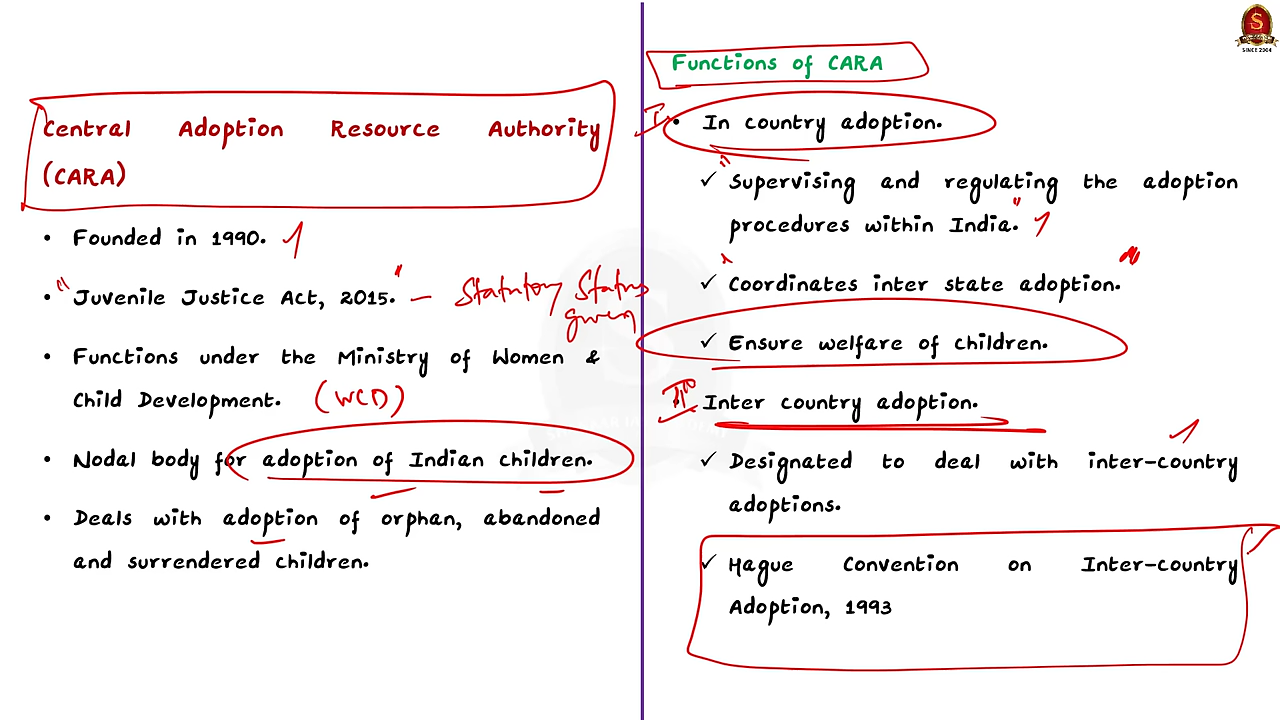 Central Adoption Resource Authority
(CARA)
• Founded in 1990.
• "Juvenile Justice Act, 2015." – Statutory Status
given
• Functions under the Ministry of Women &
Child Development. (WCD)
• Nodal body for adoption of Indian children.
• Deals with adoption of orphan, abandoned
and surrendered children.
S
SINCE 2004
Functions of CARA
I
• In country adoption.
✓ "Supervising and regulating the adoption
procedures within India."
✓ Coordinates inter state adoption.
✓ Ensure welfare of children.
II Inter country adoption.
✓ Designated to deal with inter-country
adoptions.
✓ Hague Convention on Inter-country
Adoption, 1993